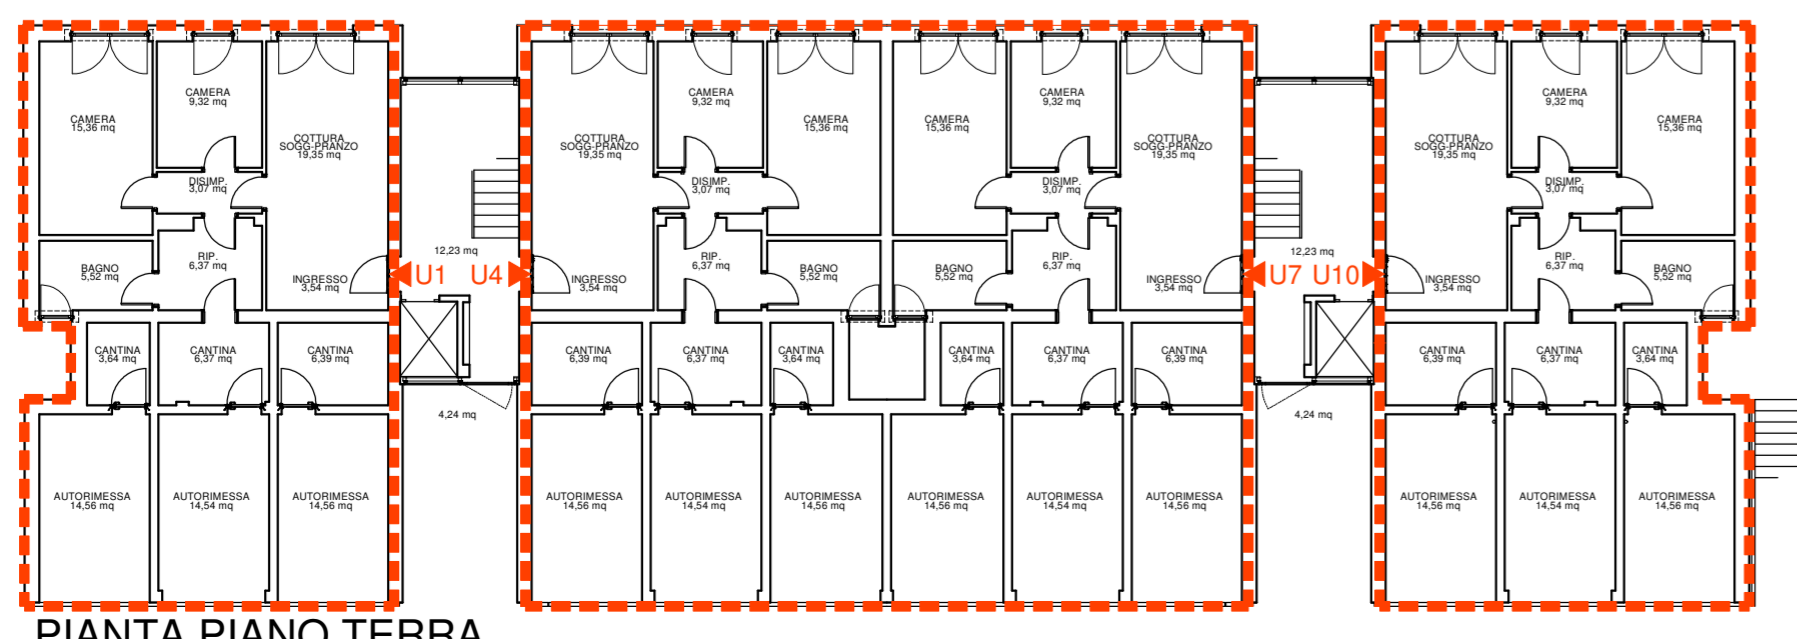 CAMERA
15,36 mq
CAMERA
9,32 mq
COTTURA
SOGG-PRANZO
19,35 mq
DISIMP.
3,07 mq
BAGNO
5,52 mq
RIP.
6,37 mq
INGRESSO
3,54 mq
CANTINA
3,64 mq
CANTINA
6,37 mq
CANTINA
6,39 mq
AUTORIMESSA
14,56 mq
AUTORIMESSA
14,54 mq
AUTORIMESSA
14,56 mq
12,23 mq
U1 U4
4,24 mq
COTTURA
SOGG-PRANZO
19,35 mq
CAMERA
9,32 mq
CAMERA
15,36 mq
DISIMP.
3,07 mq
INGRESSO
3,54 mq
RIP.
6,37 mq
BAGNO
5,52 mq
CANTINA
6,39 mq
CANTINA
6,37 mq
CANTINA
3,64 mq
AUTORIMESSA
14,56 mq
AUTORIMESSA
14,54 mq
AUTORIMESSA
14,56 mq
CAMERA
15,36 mq
CAMERA
9,32 mq
COTTURA
SOGG-PRANZO
19,35 mq
DISIMP.
3,07 mq
BAGNO
5,52 mq
RIP.
6,37 mq
INGRESSO
3,54 mq
CANTINA
3,64 mq
CANTINA
6,37 mq
CANTINA
6,39 mq
AUTORIMESSA
14,56 mq
AUTORIMESSA
14,54 mq
AUTORIMESSA
14,56 mq
12,23 mq
U7 U10
4,24 mq
COTTURA
SOGG-PRANZO
19,35 mq
CAMERA
9,32 mq
CAMERA
15,36 mq
DISIMP.
3,07 mq
INGRESSO
3,54 mq
RIP.
6,37 mq
BAGNO
5,52 mq
CANTINA
6,39 mq
CANTINA
6,37 mq
CANTINA
3,64 mq
AUTORIMESSA
14,56 mq
AUTORIMESSA
14,54 mq
AUTORIMESSA
14,56 mq
PIANTA PIANO TERRA